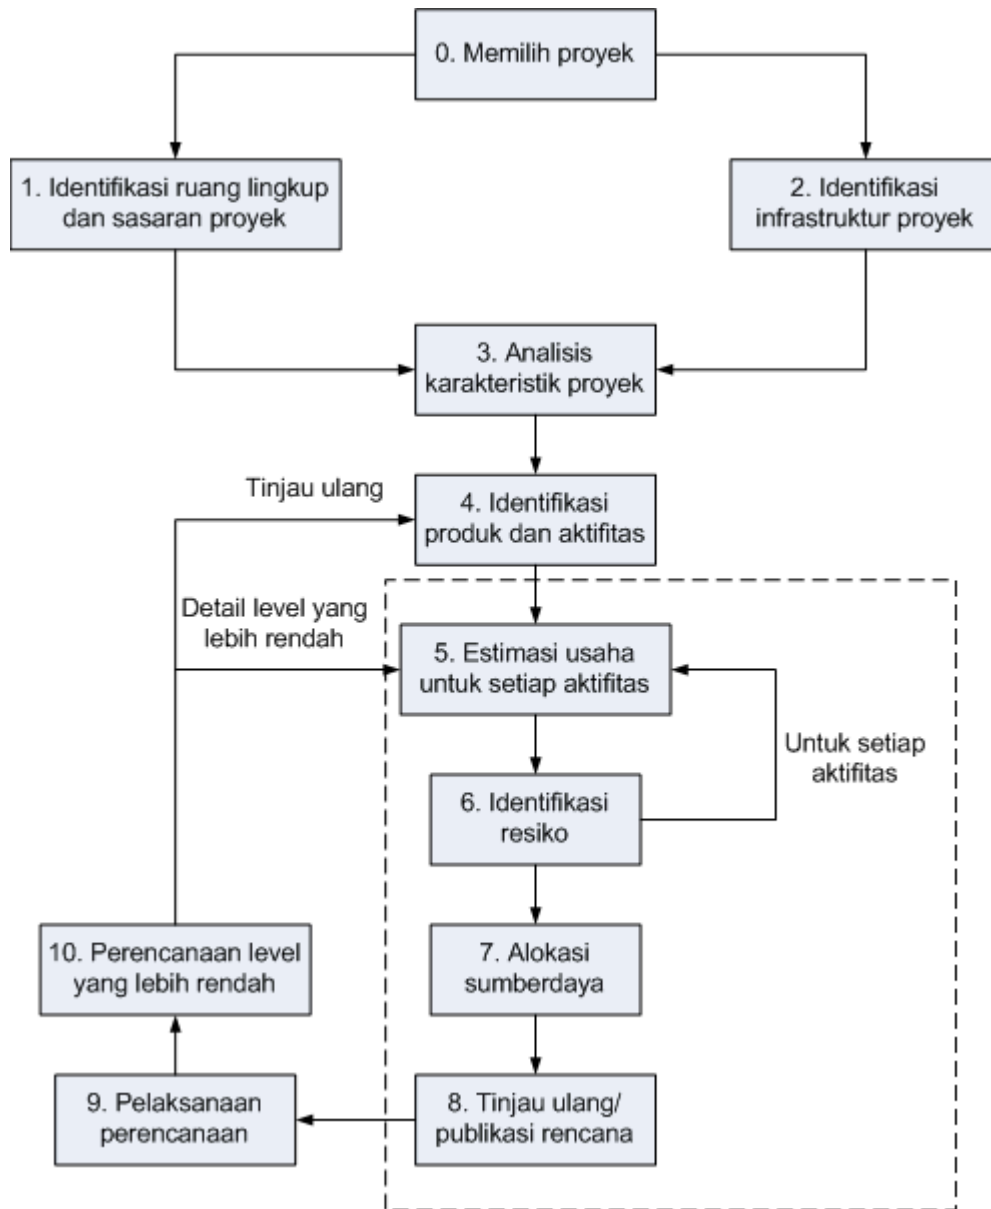 0. Memilih proyek
1. Identifikasi ruang lingkup
dan sasaran proyek
2. Identifikasi
infrastruktur proyek
3. Analisis
karakteristik proyek
Tinjau ulang
4. Identifikasi
produk dan aktifitas
Detail level yang
lebih rendah
5. Estimasi usaha
untuk setiap aktifitas
Untuk setiap
aktifitas
6. Identifikasi
resiko
10. Perencanaan level
yang lebih rendah
7. Alokasi
sumberdaya
9. Pelaksanaan
perencanaan
8. Tinjau ulang/
publikasi rencana